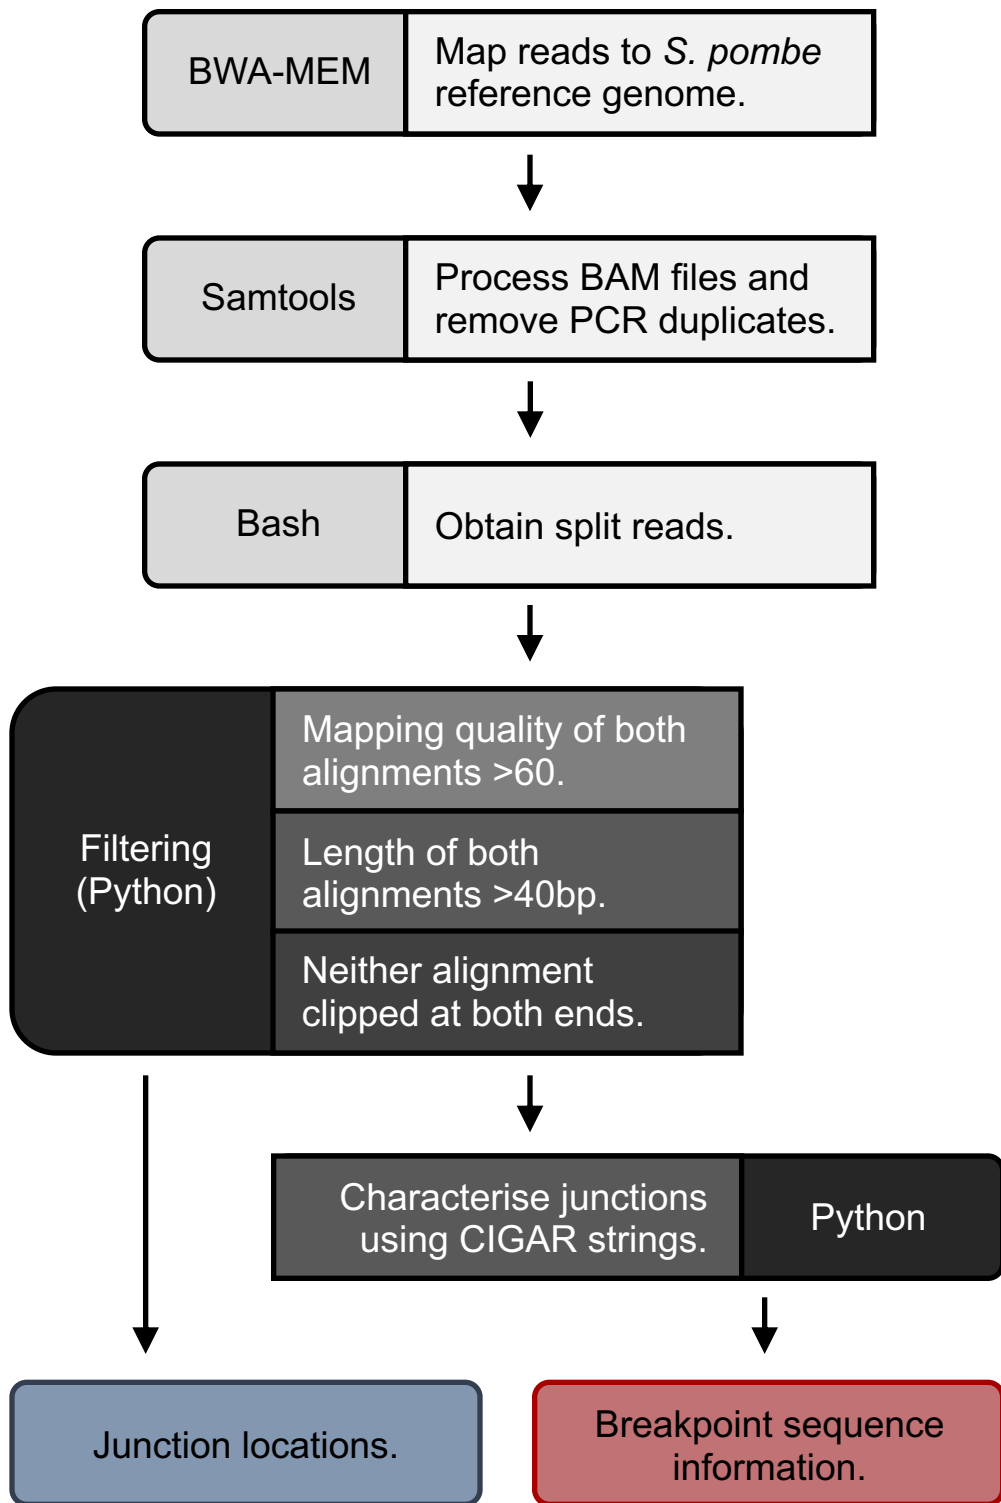 BWA-MEM
Map reads to S. pombe
reference genome.
Samtools
Process BAM files and
remove PCR duplicates.
Bash
Obtain split reads.
Filtering
(Python)
Mapping quality of both
alignments >60.
Length of both
alignments >40bp.
Neither alignment
clipped at both ends.
Characterise junctions
using CIGAR strings.
Python
Junction locations.
Breakpoint sequence
information.